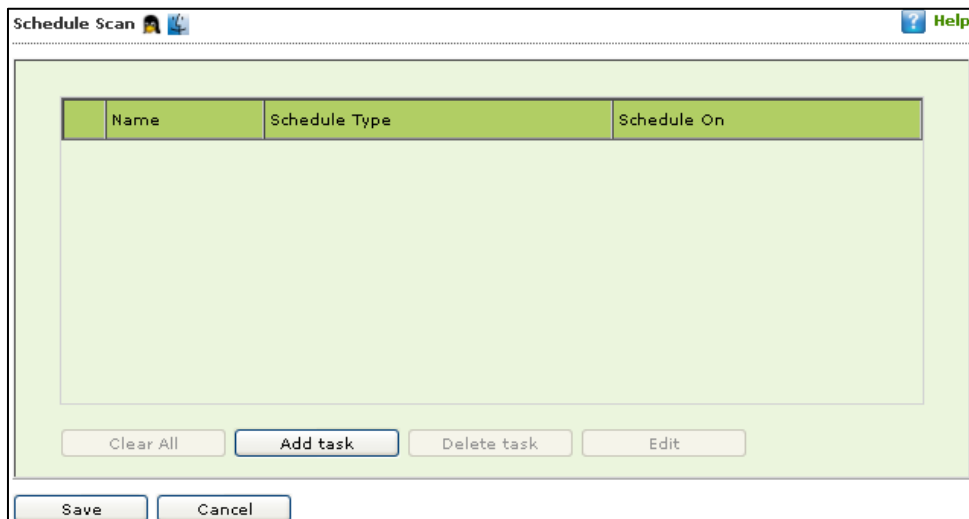 Schedule Scan
? Help
Name Schedule Type Schedule On
Clear All Add task Delete task Edit
Save Cancel